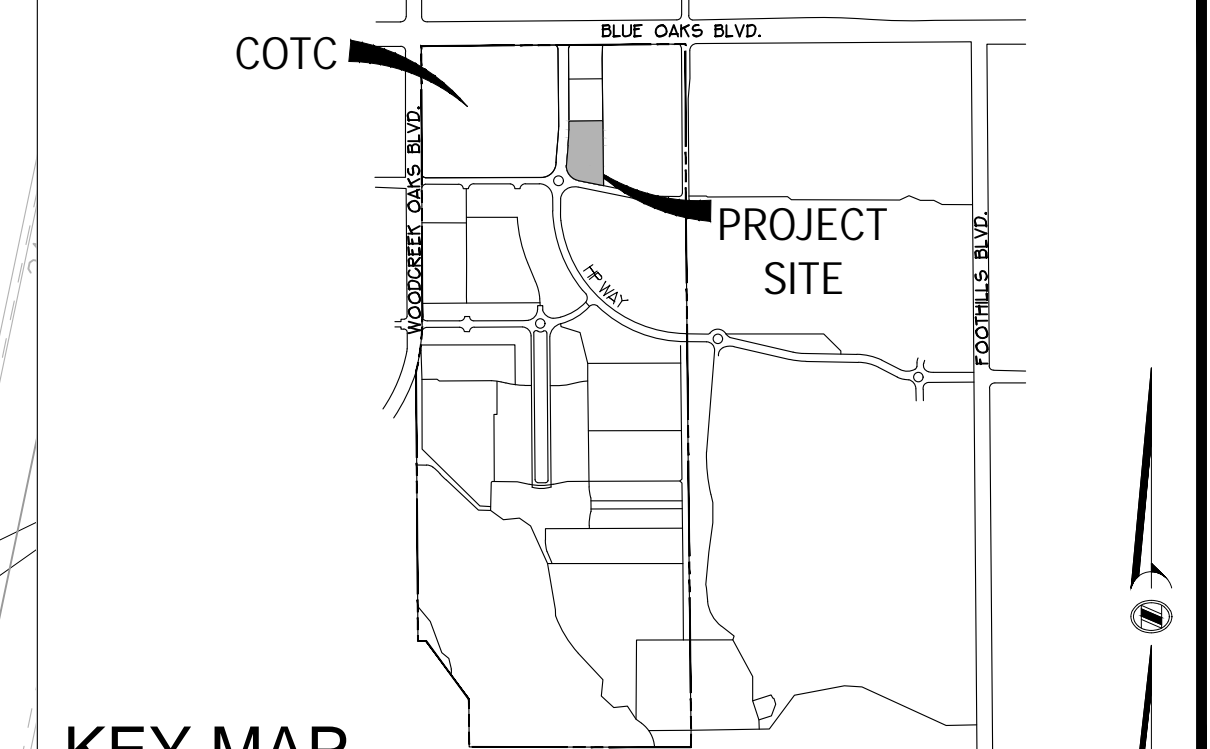 BLUE OAKS BLVD.
COTC
WOODCREEK OAKS BLVD.
PROJECT
SITE
HP WAY
FOOTHILLS BLVD.
KEY MAP